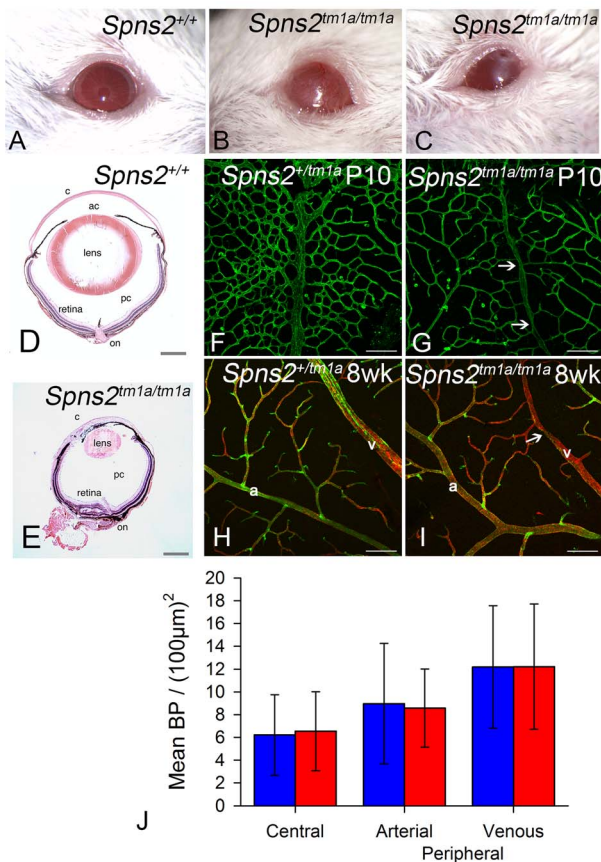 Spns2+/+
Spns2tm1a/tm1a
Spns2tm1a/tm1a
A
B
C
Spns2+/+
c
ac
lens
retina
pc
on
D
Spns2+/tm1a P10
F
Spns2tm1a/tm1a P10
G
Spns2tm1a/tm1a
c
lens
pc
retina
on
E
Spns2+/tm1a 8wk
v
a
H
Spns2tm1a/tm1a 8wk
a
v
I
20
18
16
14
12
10
8
6
4
2
0
Mean BP / (100µm)2
Central
Arterial
Venous
Peripheral
J